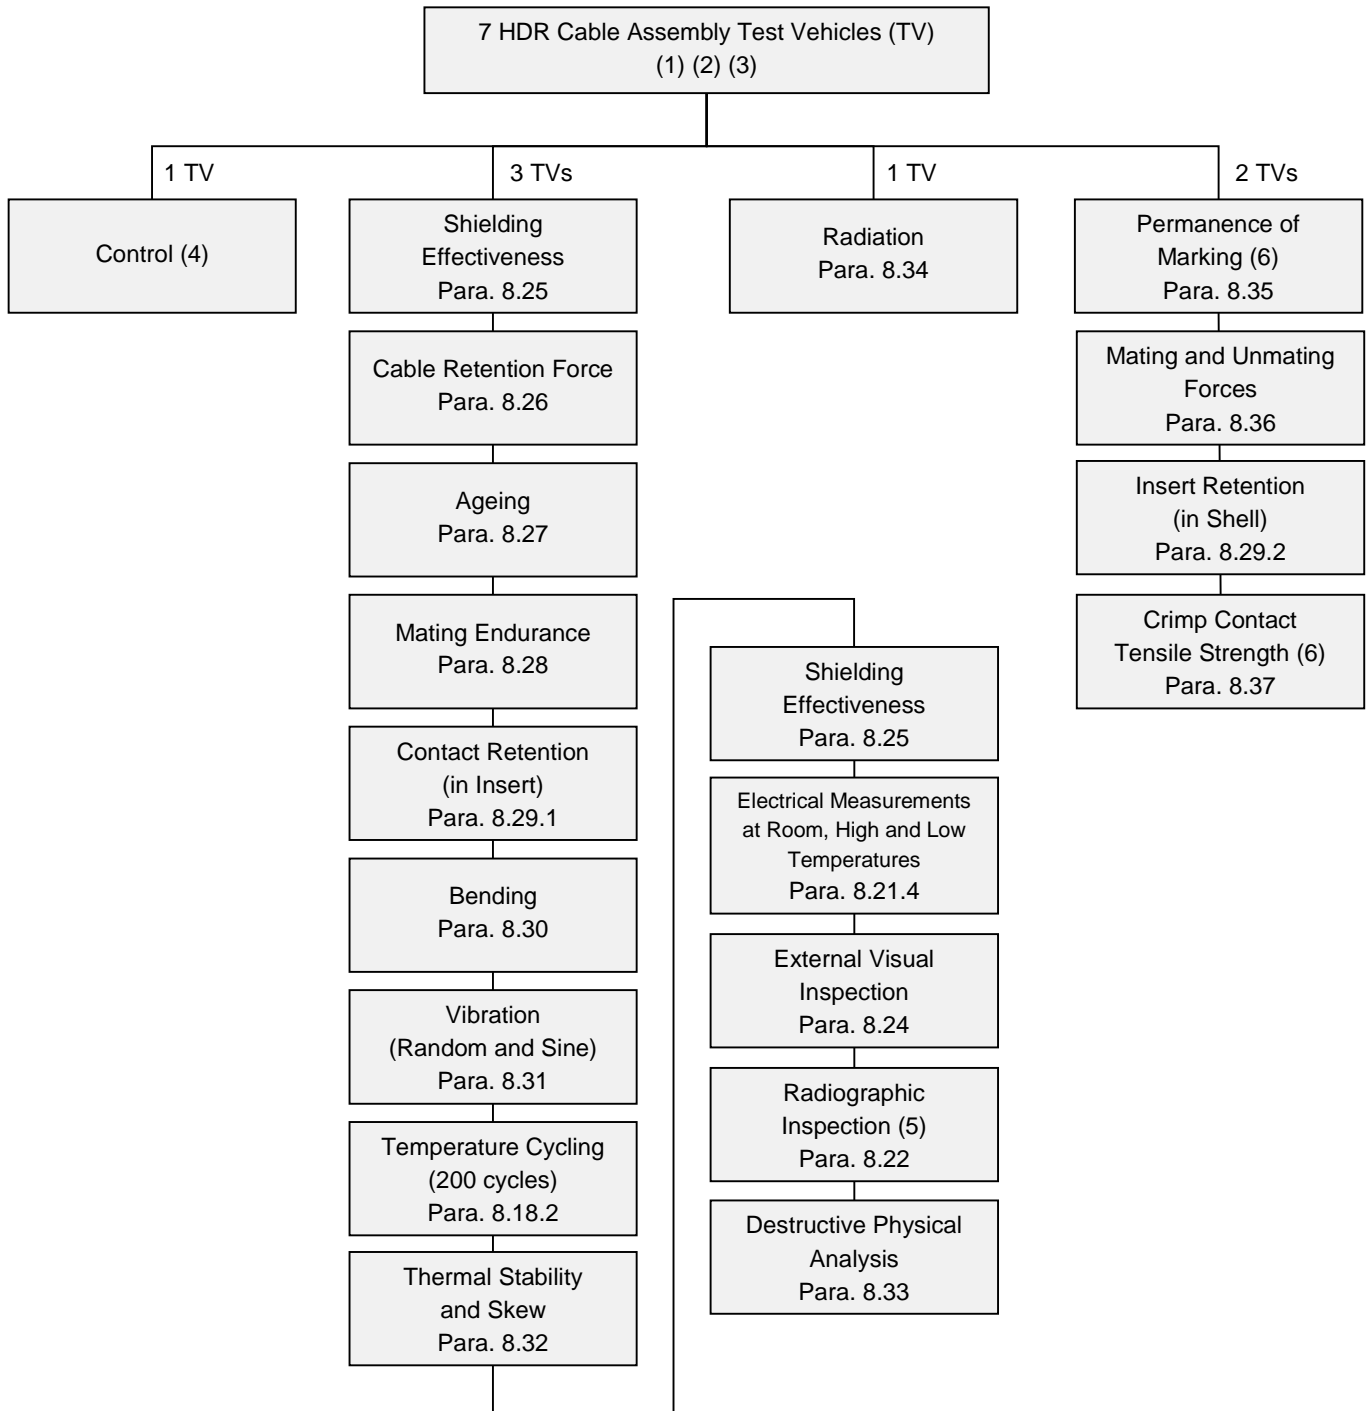 7 HDR Cable Assembly Test Vehicles (TV)
(1) (2) (3)
1 TV
3 TVs
1 TV
2 TVs
Control (4)
Shielding
Effectiveness
Para. 8.25
Cable Retention Force
Para. 8.26
Ageing
Para. 8.27
Mating Endurance
Para. 8.28
Contact Retention
(in Insert)
Para. 8.29.1
Bending
Para. 8.30
Vibration
(Random and Sine)
Para. 8.31
Temperature Cycling
(200 cycles)
Para. 8.18.2
Thermal Stability
and Skew
Para. 8.32
Shielding
Effectiveness
Para. 8.25
Electrical Measurements
at Room, High and Low
Temperatures
Para. 8.21.4
External Visual
Inspection
Para. 8.24
Radiographic
Inspection (5)
Para. 8.22
Destructive Physical
Analysis
Para. 8.33
Radiation
Para. 8.34
Permanence of
Marking (6)
Para. 8.35
Mating and Unmating
Forces
Para. 8.36
Insert Retention
(in Shell)
Para. 8.29.2
Crimp Contact
Tensile Strength (6)
Para. 8.37